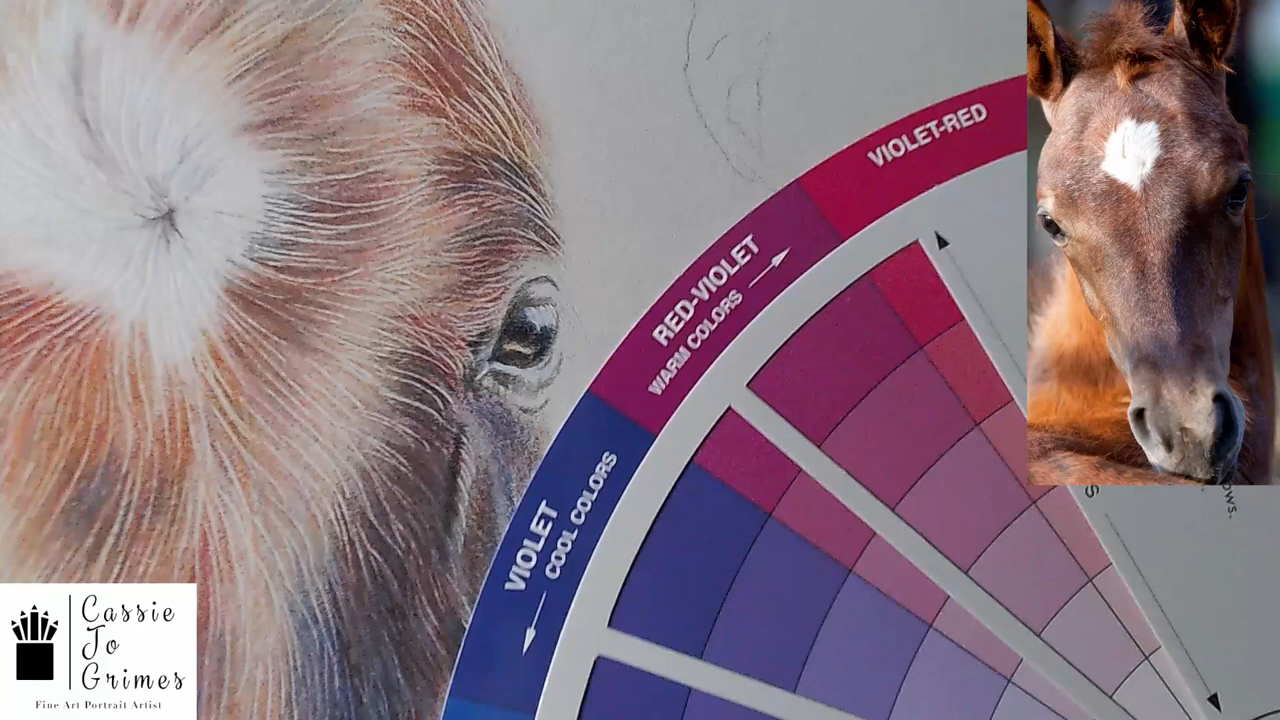 VIOLET-RED
RED-VIOLET
WARM COLORS
VIOLET
COOL COLORS
Cassie
Jo
Grimes
Fine Art Portrait Artist